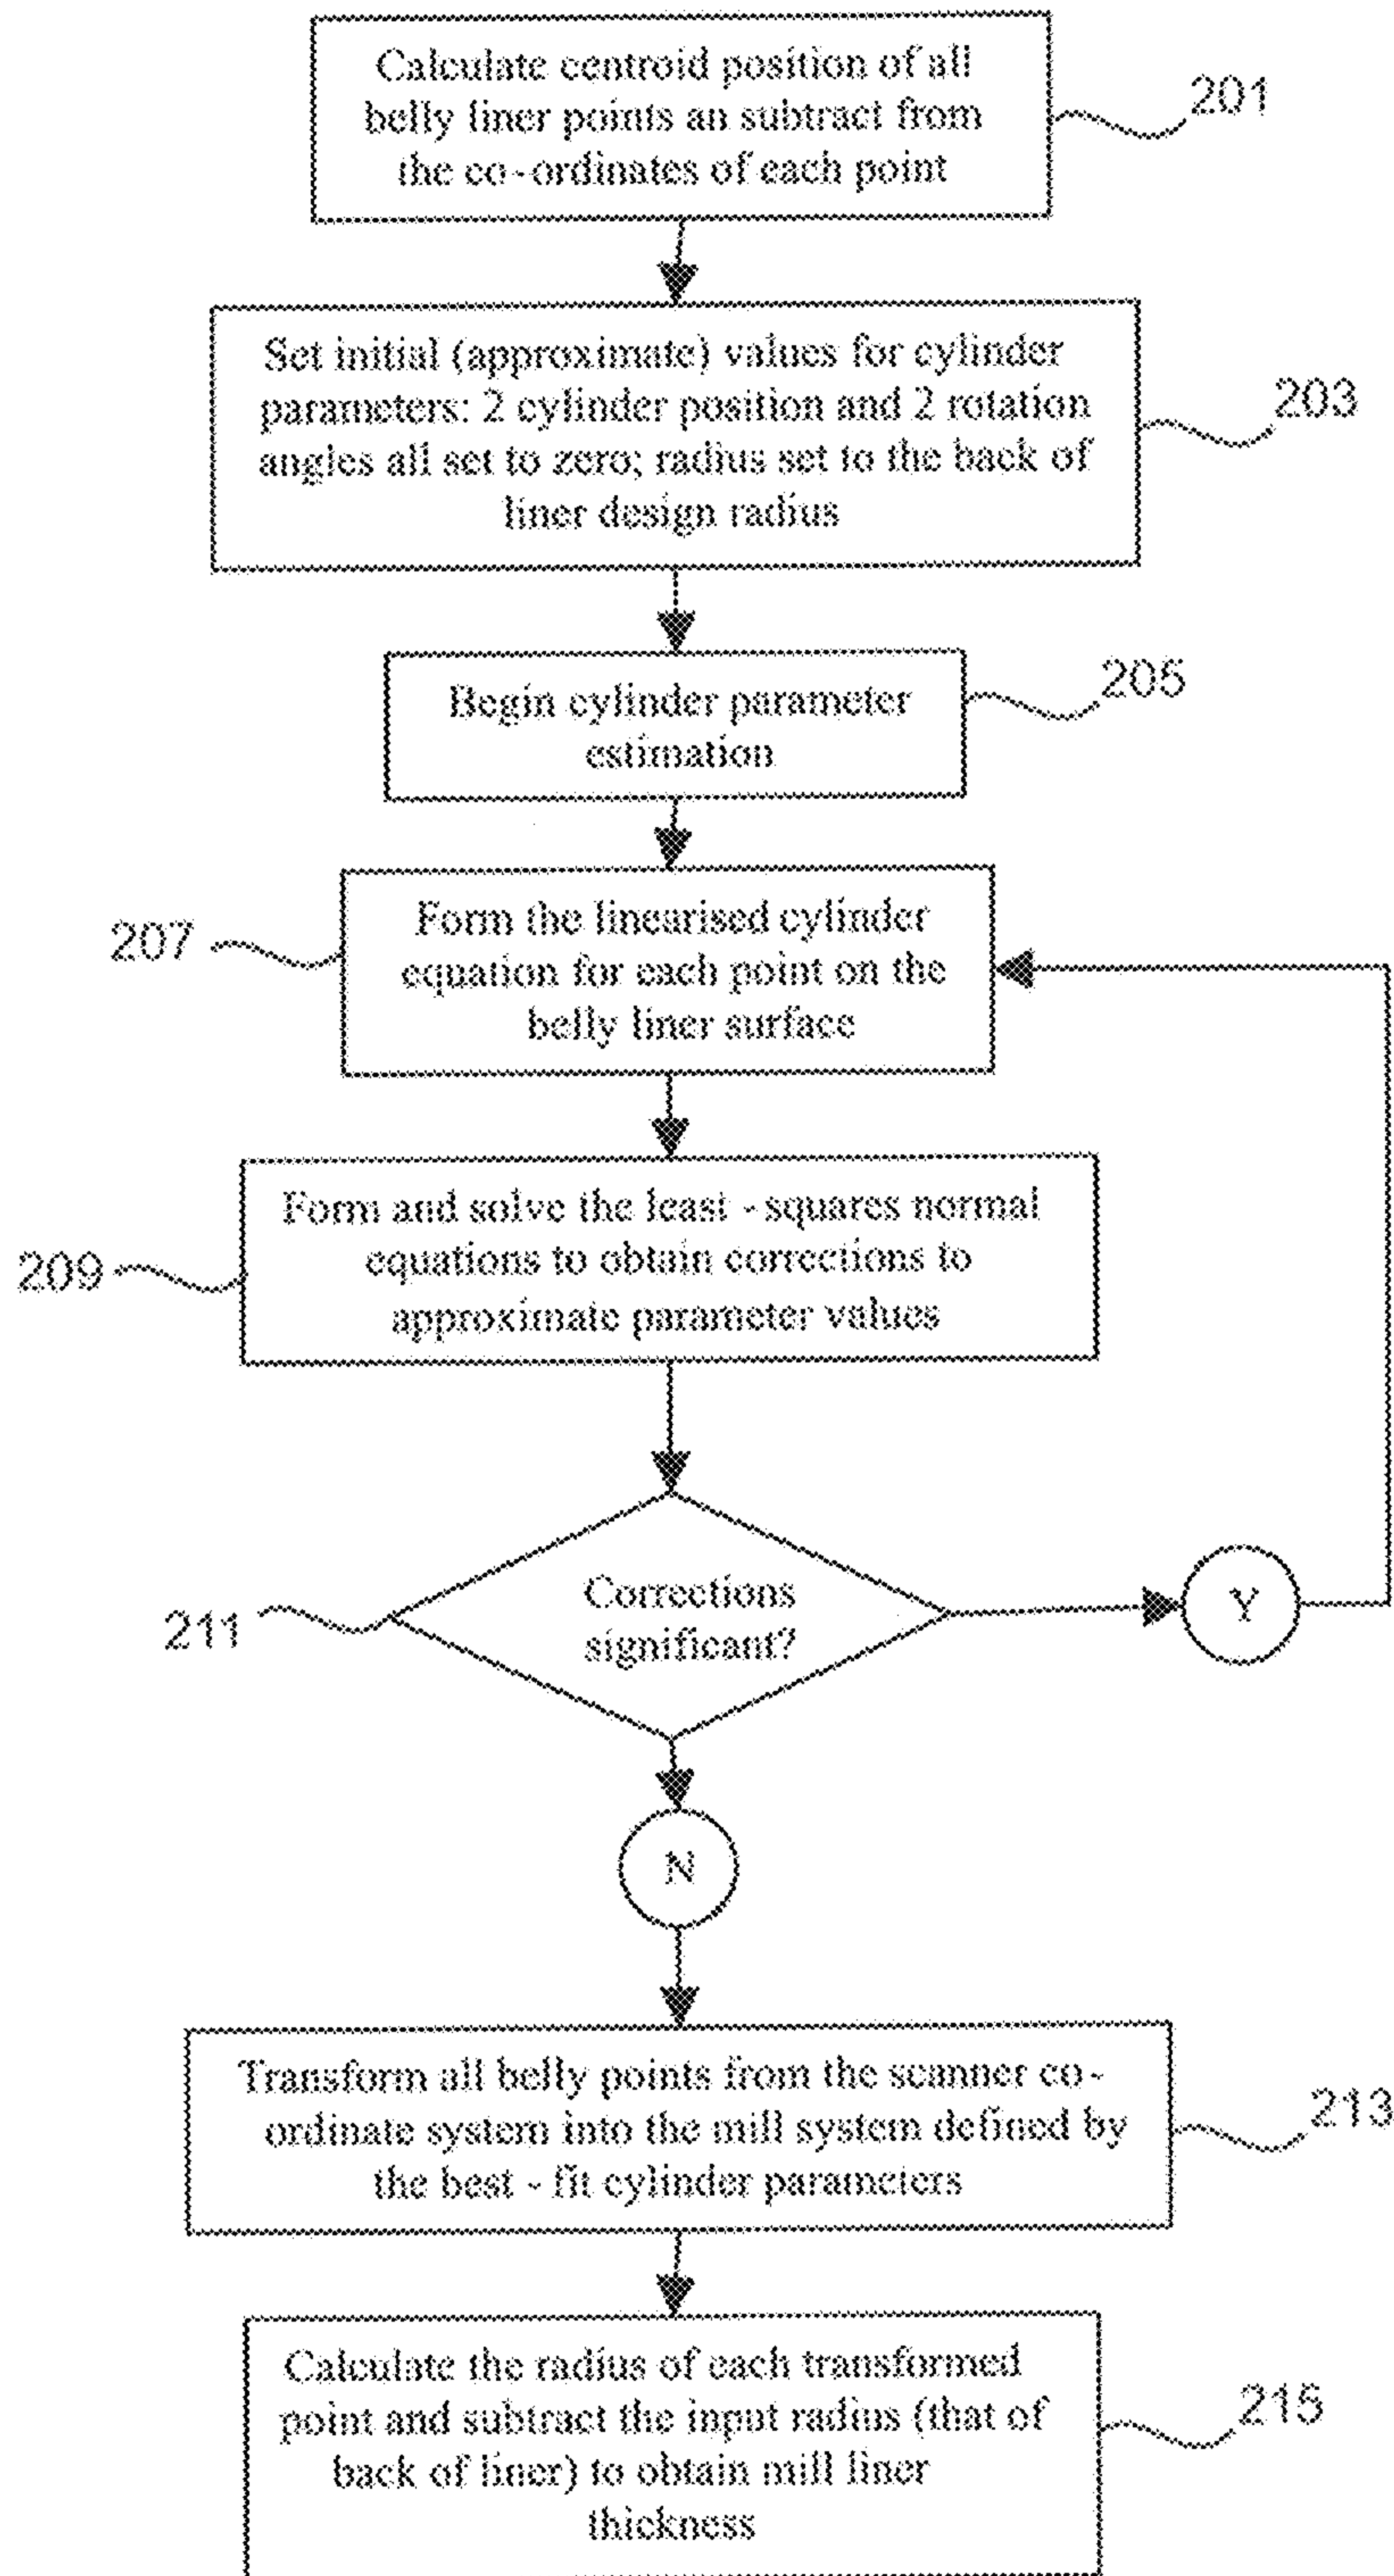 Calculate centroid position of all
belly liner points an subtract from
the co-ordinates of each point
201
Set initial (approximate) values for cylinder
parameters: 2 cylinder position and 2 rotation
angles all set to zero; radius set to the back of
liner design radius
203
Begin cylinder parameter
estimation
205
Form the linearised cylinder
equation for each point on the
belly liner surface
207
Form and solve the least - squares normal
equations to obtain corrections to
approximate parameter values
209
Corrections
significant?
211
Y
N
Transform all belly points from the scanner co-
ordinate system into the mill system defined by
the best - fit cylinder parameters
213
Calculate the radius of each transformed
point and subtract the input radius (that of
back of liner) to obtain mill liner
thickness
215